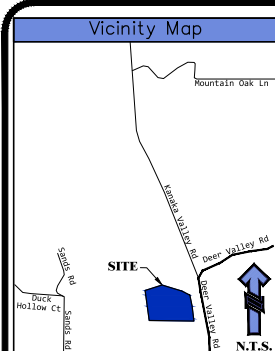 Vicinity Map
Mountain Oak Ln
Kanaka Valley Rd
Deer Valley Rd
Sands Rd
SITE
Duck
Hollow Ct
Sands Rd
Deer Valley Rd
N.T.S.